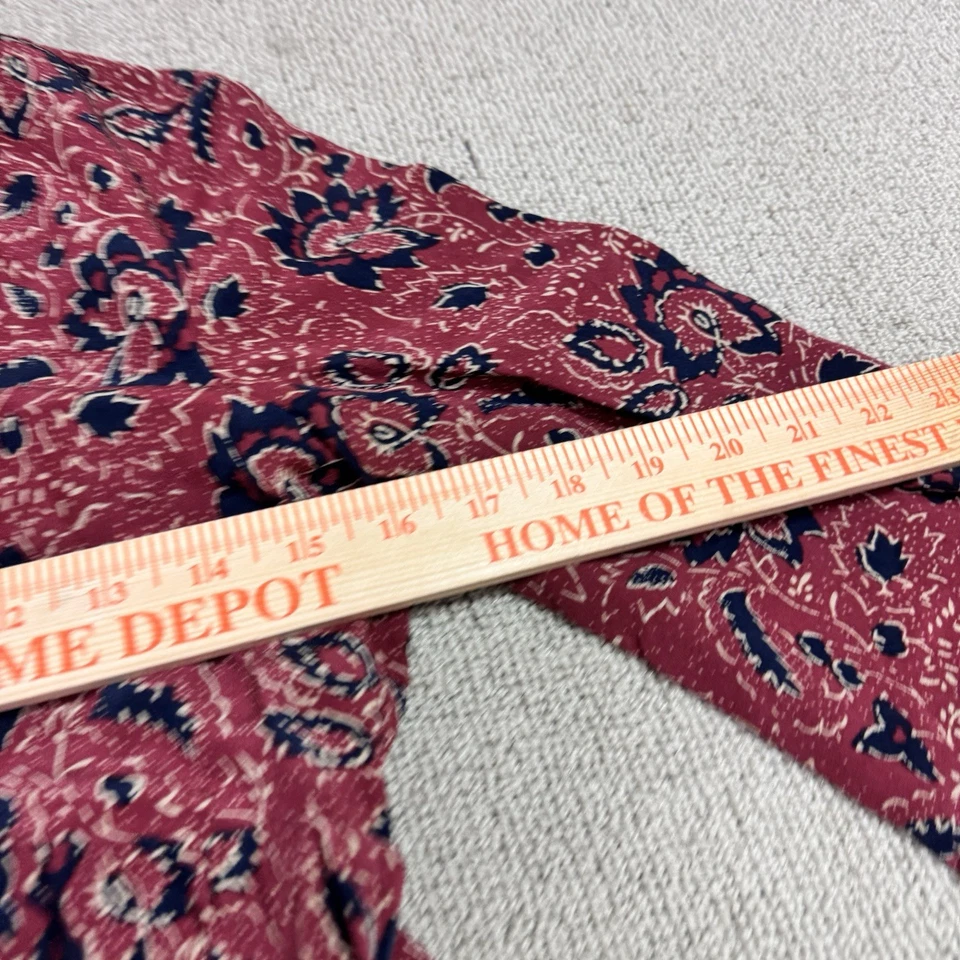 12 13 14 15 16 17 18 19 20 21 22 23
ME DEPOT HOME OF THE FINEST